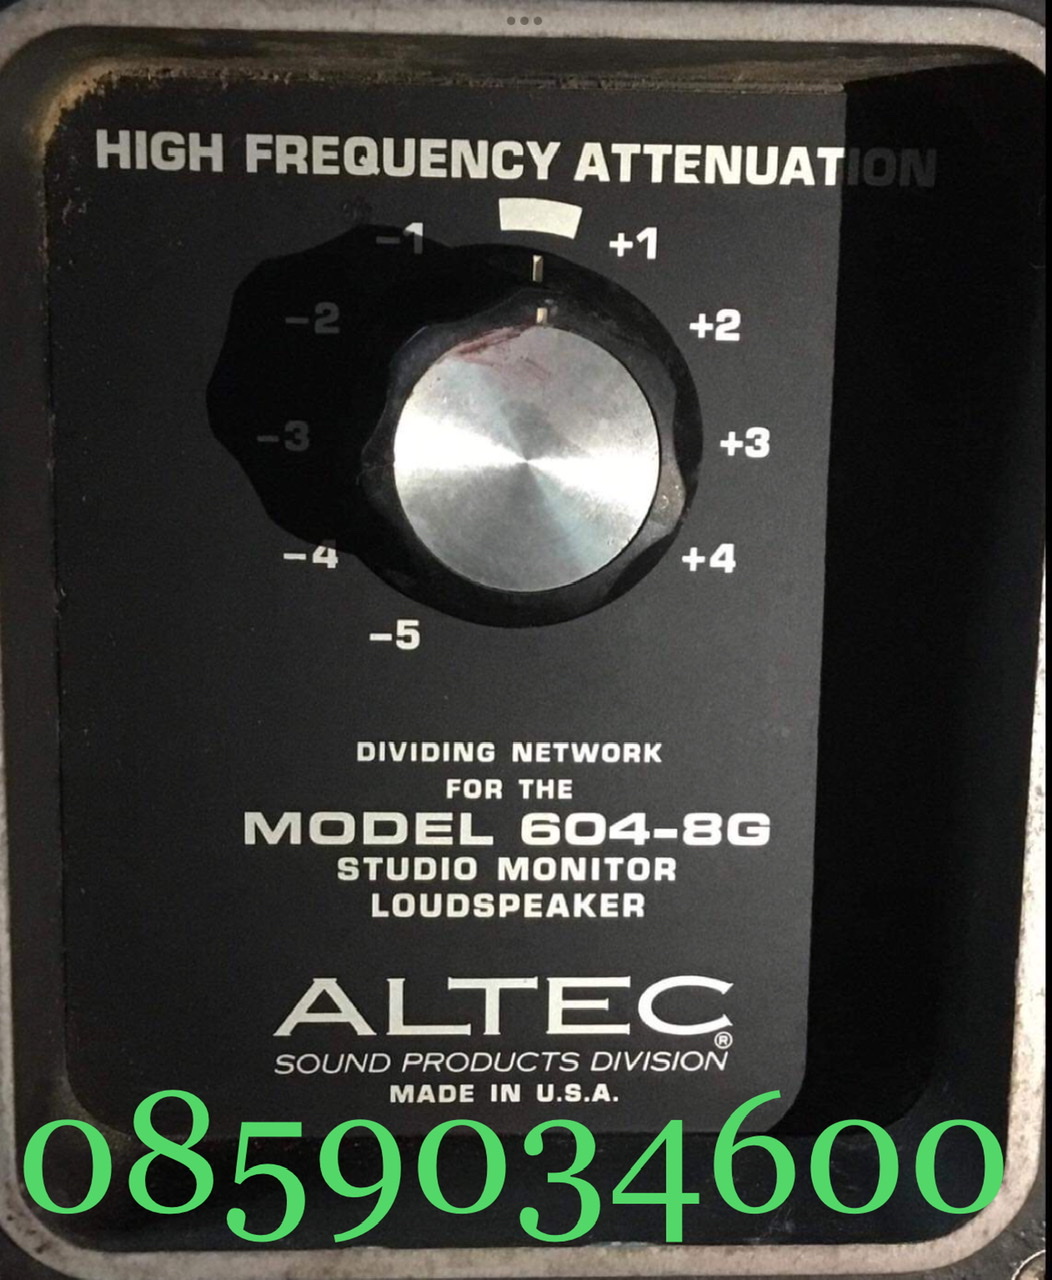 HIGH FREQUENCY ATTENUATION
-1 +1
-2 +2
-3 +3
-4 +4
-5
DIVIDING NETWORK
FOR THE
MODEL 604-8G
STUDIO MONITOR
LOUDSPEAKER
ALTEC®
SOUND PRODUCTS DIVISION
MADE IN U.S.A.
0859034600